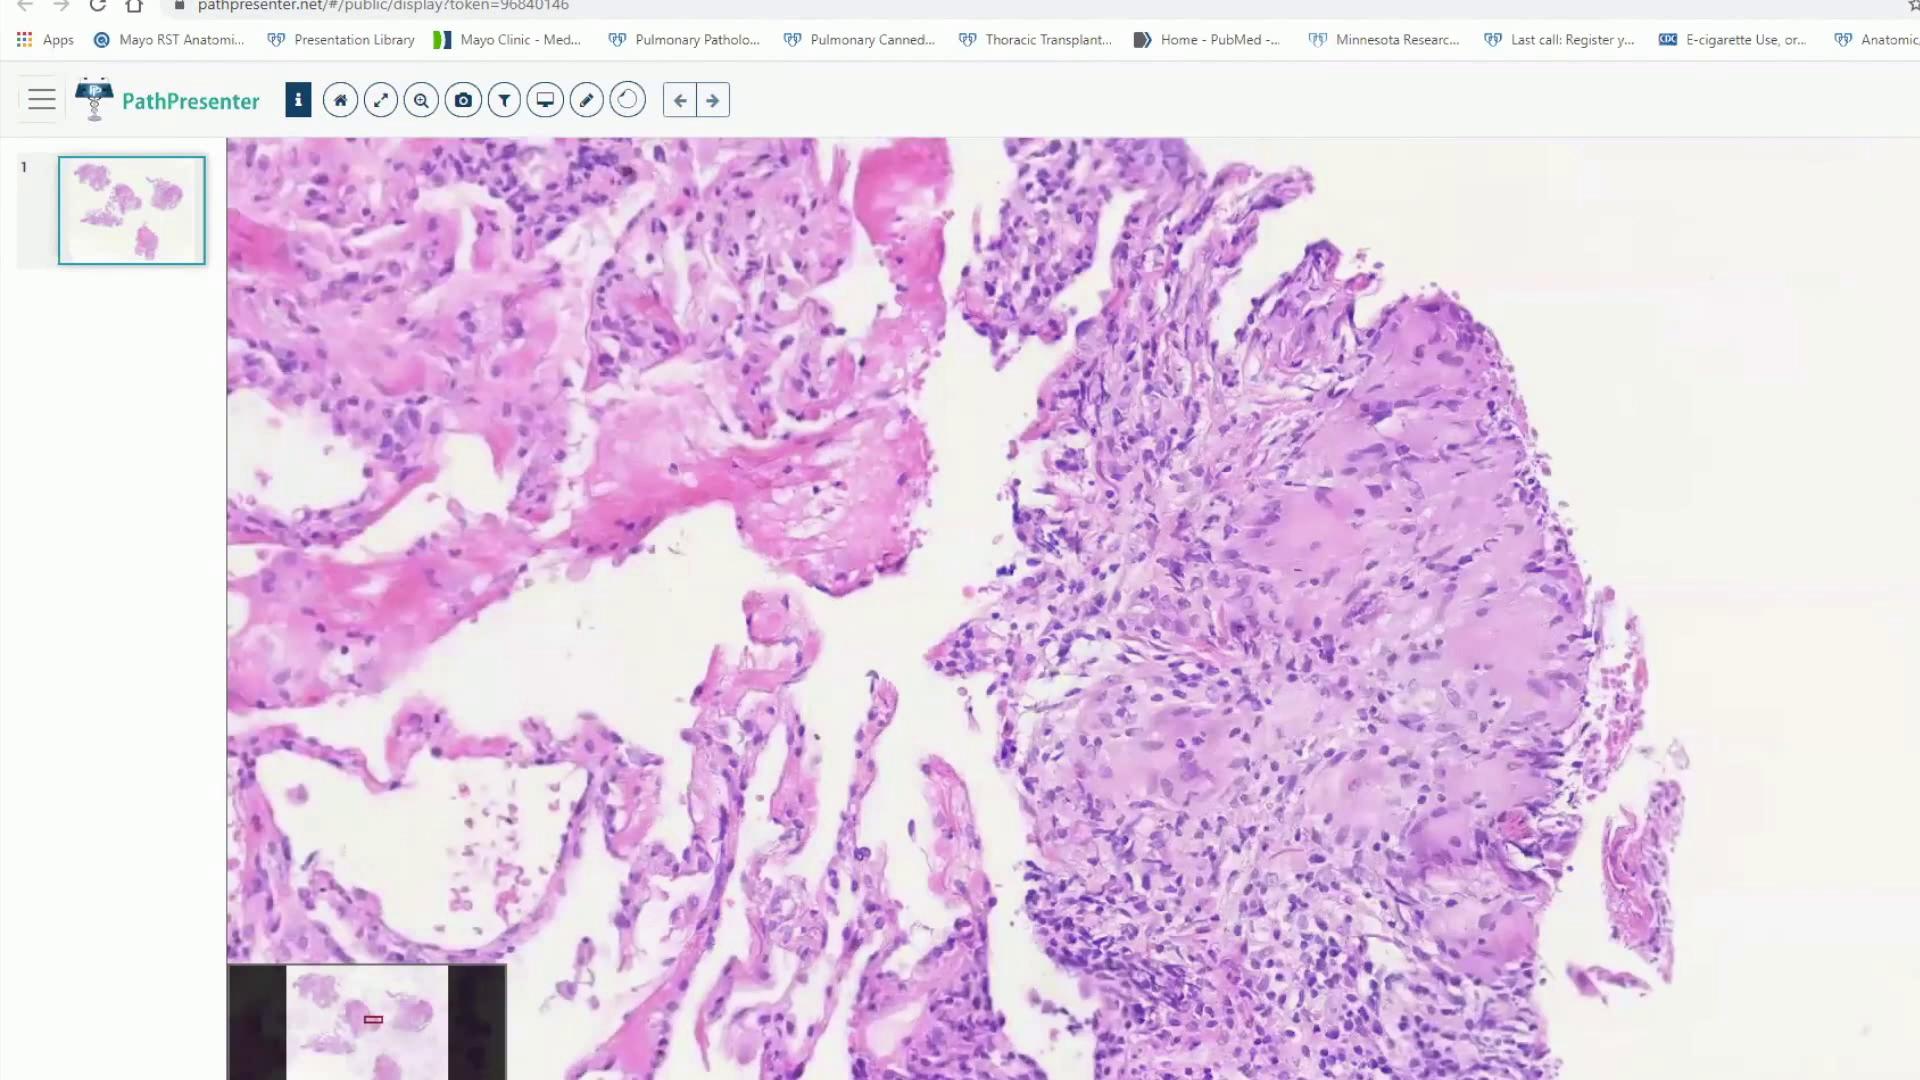 pathpresenter.net/#/public/display?token=96840146
Apps Mayo RST Anatomi... Presentation Library Mayo Clinic - Med... Pulmonary Patholo... Pulmonary Canned... Thoracic Transplant... Home - PubMed -... Minnesota Researc... Last call: Register y... CDC E-cigarette Use, or... Anatomic
PathPresenter
1